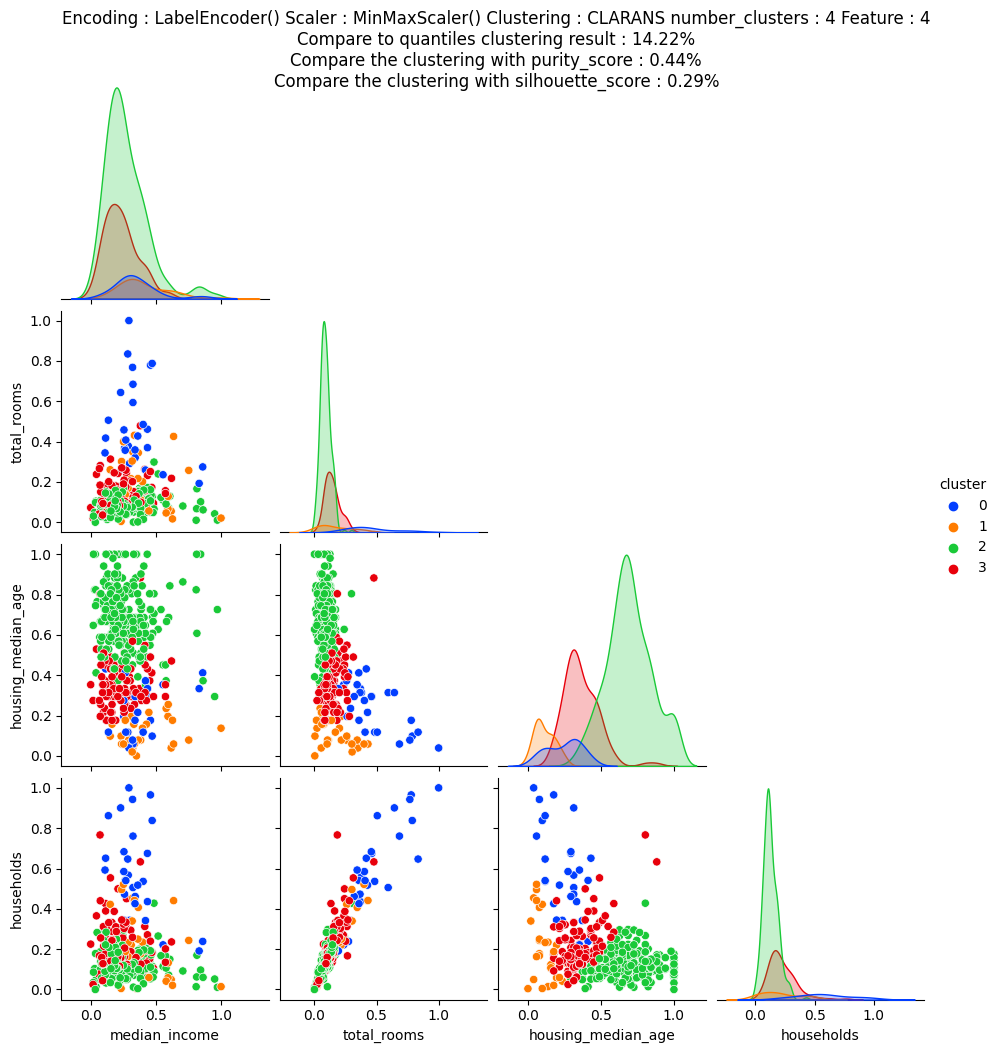 Encoding : LabelEncoder() Scaler : MinMaxScaler() Clustering : CLARANS number_clusters : 4 Feature : 4
Compare to quantiles clustering result : 14.22%
Compare the clustering with purity_score : 0.44%
Compare the clustering with silhouette_score : 0.29%
1.0
0.8
0.6
0.4
0.2
0.0
total_rooms
cluster
0
1
2
3
1.0
0.8
0.6
0.4
0.2
0.0
housing_median_age
1.0
0.8
0.6
0.4
0.2
0.0
households
0.0 0.5 1.0
median_income
0.0 0.5 1.0
total_rooms
0.0 0.5 1.0
housing_median_age
0.0 0.5 1.0
households